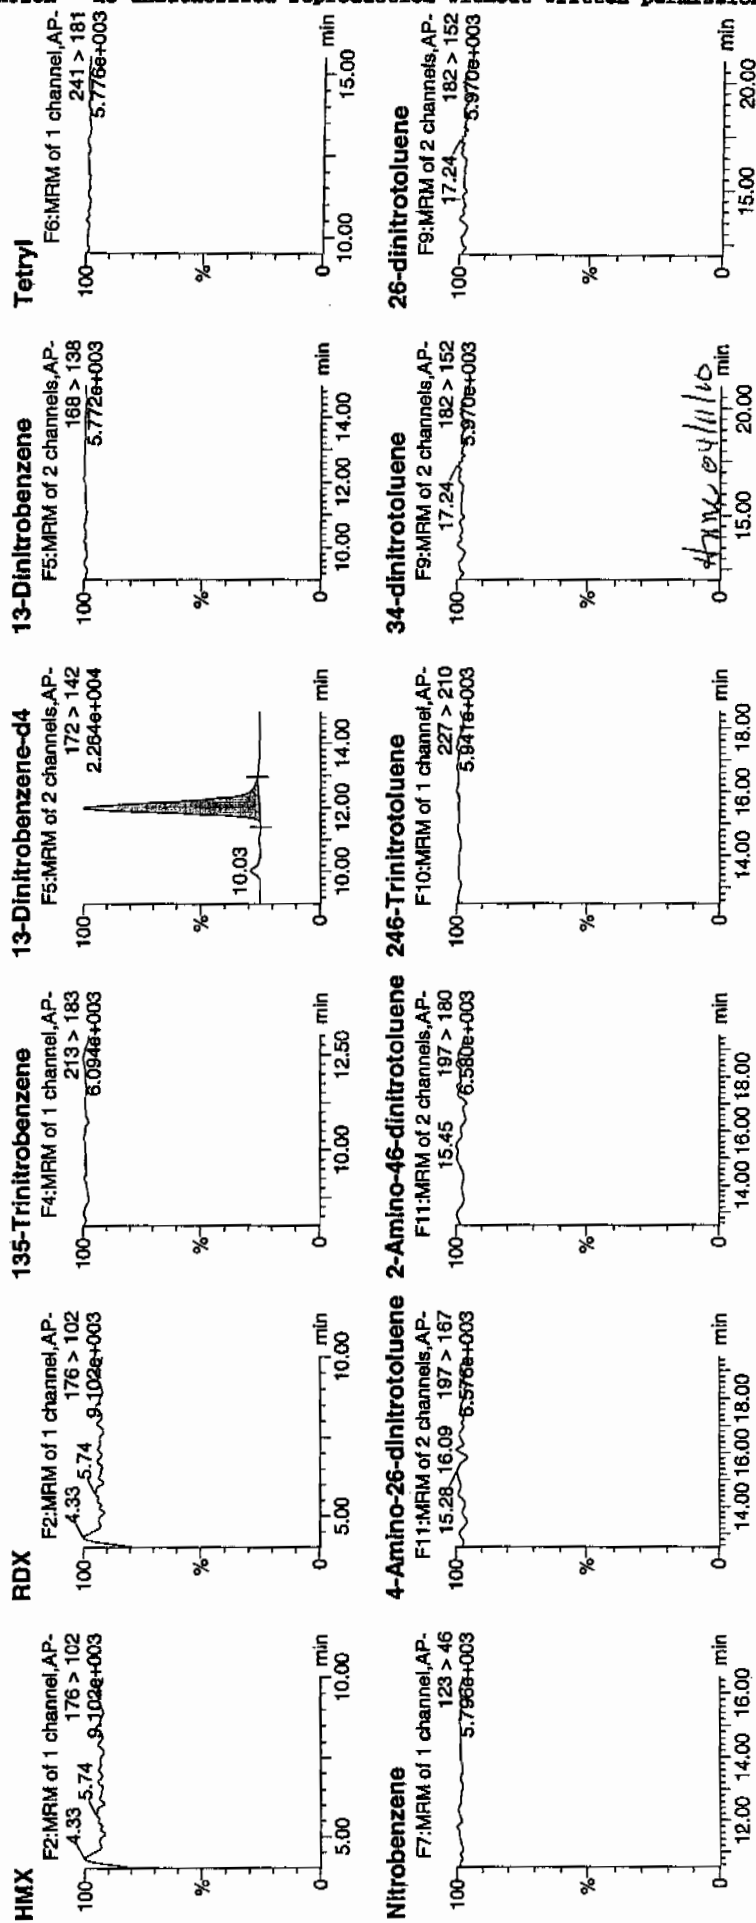 HMX
F2:MRM of 1 channel,AP-
176 > 102
9.102e+003
4.33
5.74
100
%
0
5.00
10.00
min
RDX
F2:MRM of 1 channel,AP-
176 > 102
9.102e+003
4.33
5.74
100
%
0
5.00
10.00
min
135-Trinitrobenzene
F4:MRM of 1 channel,AP-
213 > 183
6.094e+003
100
%
0
10.00
12.50
min
13-Dinitrobenzene-d4
F5:MRM of 2 channels,AP-
172 > 142
2.264e+004
10.03
100
%
0
10.00
12.00
14.00
min
13-Dinitrobenzene
F5:MRM of 2 channels,AP-
168 > 138
5.772e+003
100
%
0
10.00
12.00
14.00
min
Tetryl
F6:MRM of 1 channel,AP-
241 > 181
5.776e+003
100
%
0
10.00
15.00
min
Nitrobenzene
F7:MRM of 1 channel,AP-
123 > 46
5.796e+003
100
%
0
12.00
14.00
16.00
min
4-Amino-26-dinitrotoluene
F11:MRM of 2 channels,AP-
15.28
16.09
197 > 167
6.576e+003
100
%
0
14.00
16.00
18.00
min
2-Amino-46-dinitrotoluene
F11:MRM of 2 channels,AP-
15.45
197 > 180
6.580e+003
100
%
0
14.00
16.00
18.00
min
246-Trinitrotoluene
F10:MRM of 1 channel,AP-
227 > 210
5.941e+003
100
%
0
14.00
16.00
18.00
min
34-dinitrotoluene
F9:MRM of 2 channels,AP-
17.24
182 > 152
5.970e+003
100
%
0
15.00
20.00
min
04/11/10
26-dinitrotoluene
F9:MRM of 2 channels,AP-
17.24
182 > 152
5.970e+003
100
%
0
15.00
20.00
min